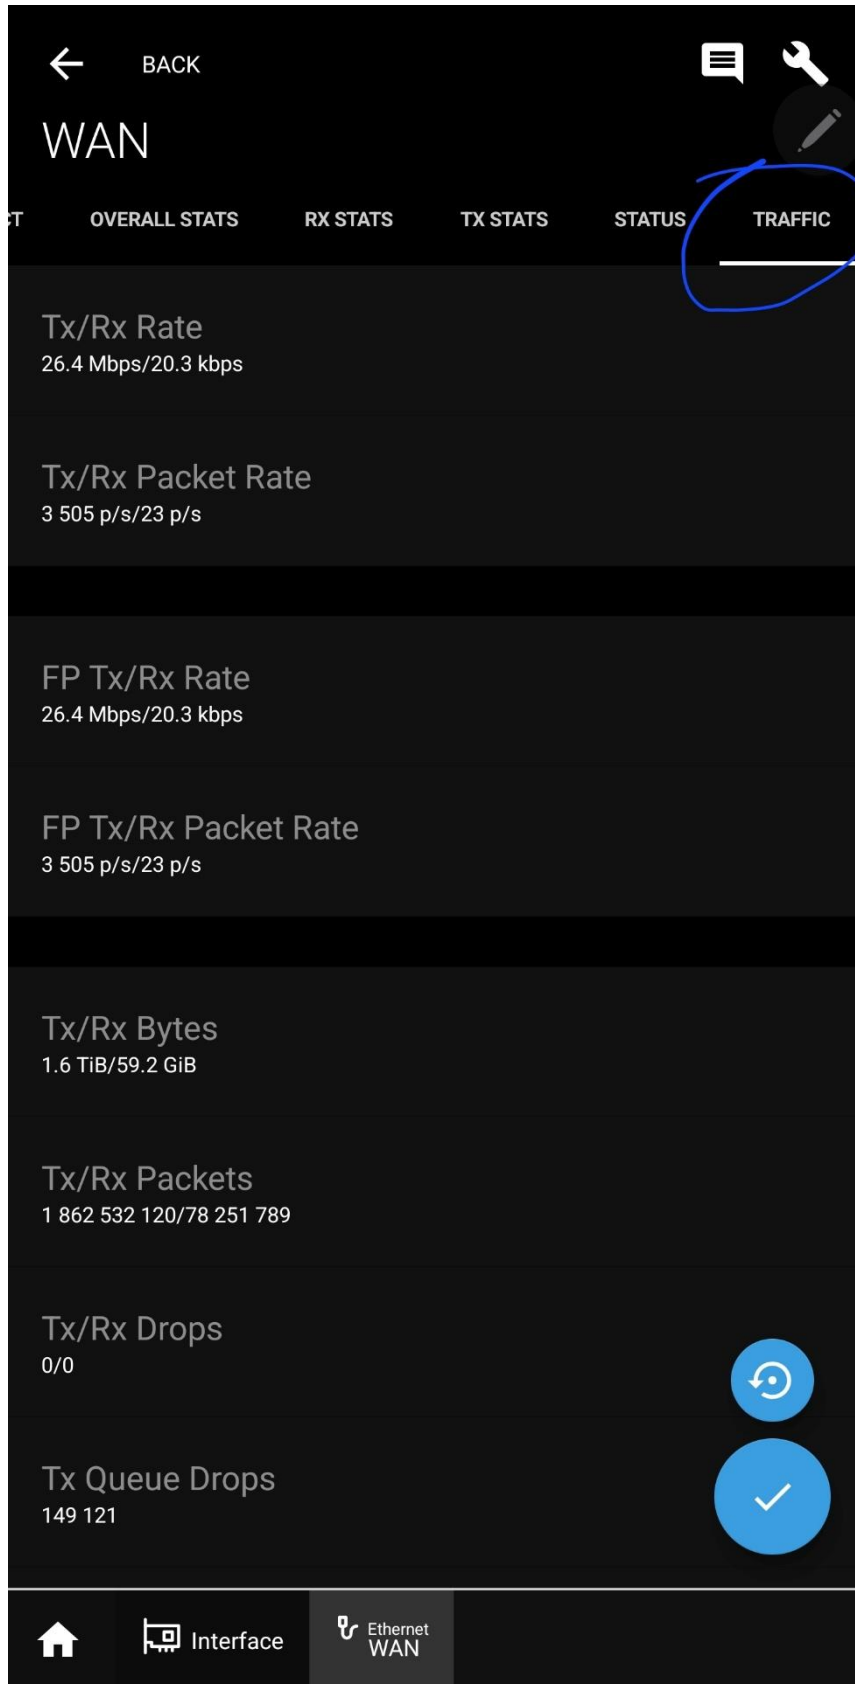 BACK
WAN
CT OVERALL STATS RX STATS TX STATS STATUS TRAFFIC
Tx/Rx Rate
26.4 Mbps/20.3 kbps
Tx/Rx Packet Rate
3 505 p/s/23 p/s
FP Tx/Rx Rate
26.4 Mbps/20.3 kbps
FP Tx/Rx Packet Rate
3 505 p/s/23 p/s
Tx/Rx Bytes
1.6 TiB/59.2 GiB
Tx/Rx Packets
1 862 532 120/78 251 789
Tx/Rx Drops
0/0
Tx Queue Drops
149 121
Interface
Ethernet
WAN